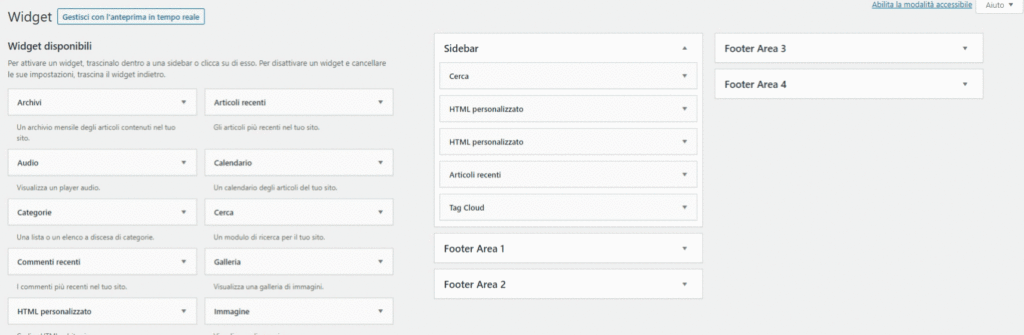 Abilita la modalità accessibile
Aiuto
Widget
Gestisci con l'anteprima in tempo reale
Widget disponibili
Per attivare un widget, trascinalo dentro a una sidebar o clicca su di esso. Per disattivare un widget e cancellare
le sue impostazioni, trascina il widget indietro.
Archivi
Articoli recenti
Un archivio mensile degli articoli contenuti nel tuo
sito.
Gli articoli più recenti nel tuo sito.
Audio
Calendario
Visualizza un player audio.
Un calendario degli articoli del tuo sito.
Categorie
Cerca
Una lista o un elenco a discesa di categorie.
Un modulo di ricerca per il tuo sito.
Commenti recenti
Galleria
I commenti più recenti nel tuo sito.
Visualizza una galleria di immagini.
HTML personalizzato
Immagine
Sidebar
Cerca
HTML personalizzato
HTML personalizzato
Articoli recenti
Tag Cloud
Footer Area 1
Footer Area 2
Footer Area 3
Footer Area 4